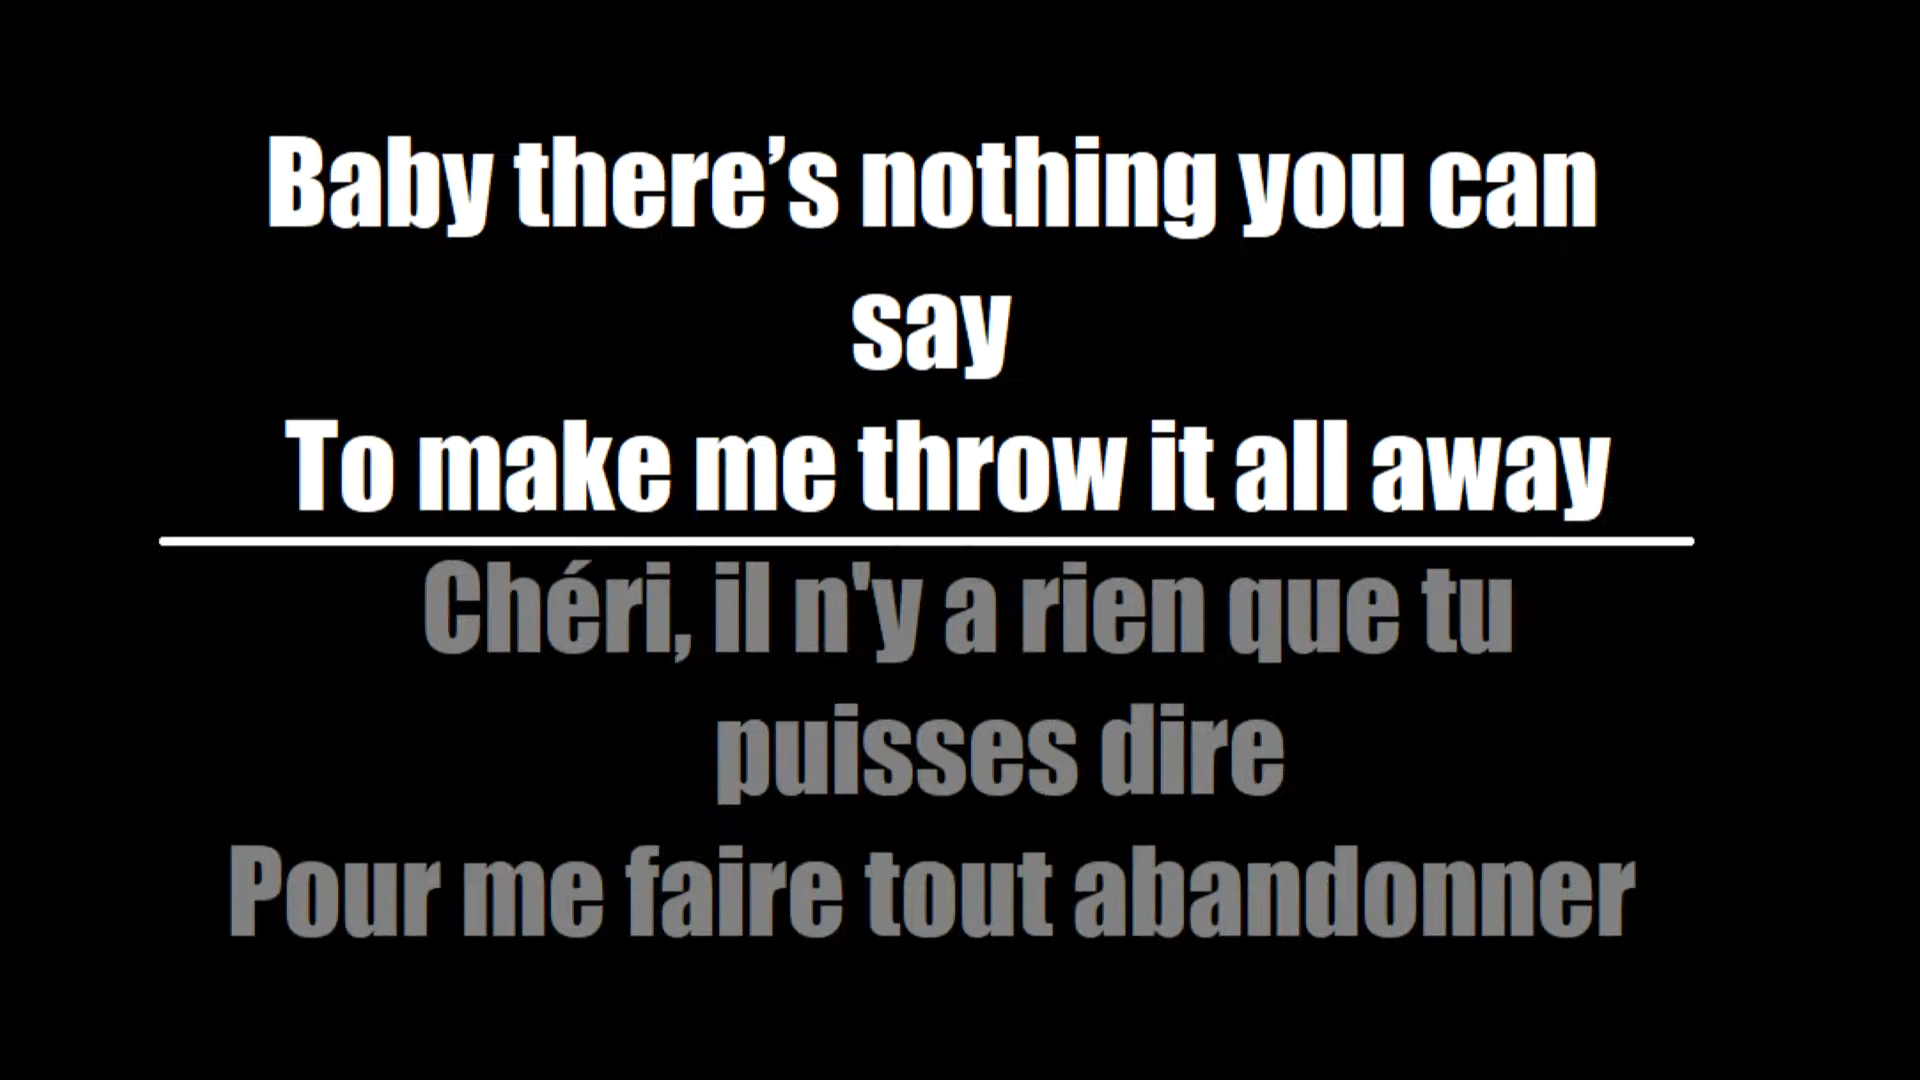 Baby there’s nothing you can
say
To make me throw it all away
Chéri, il n'y a rien que tu
puisses dire
Pour me faire tout abandonner